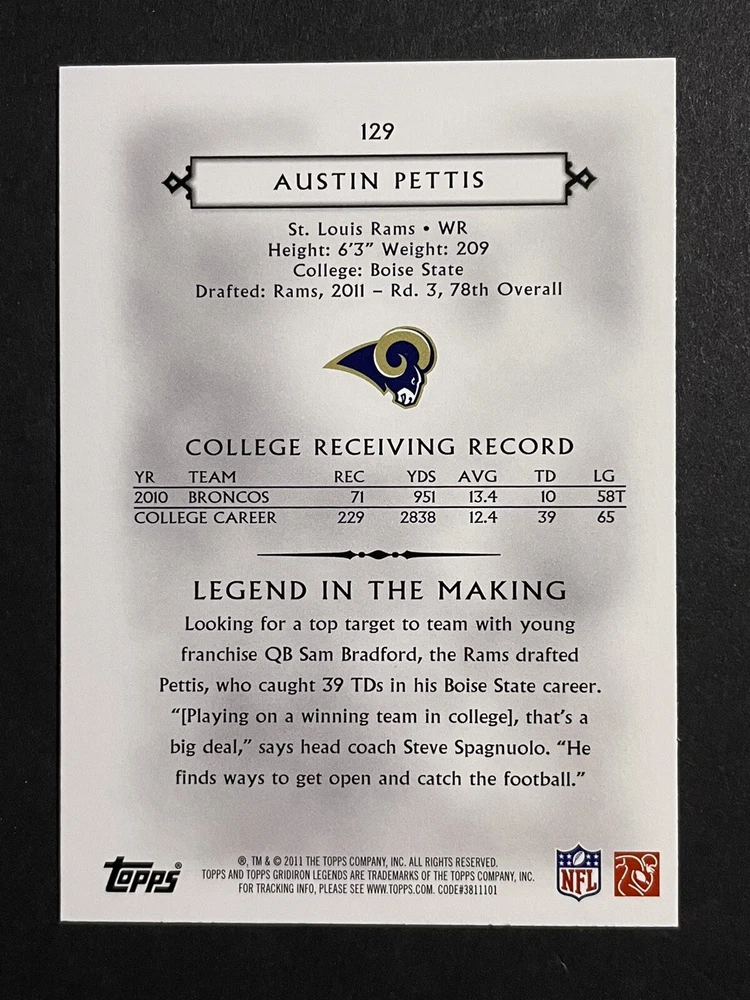 129
AUSTIN PETTIS
St. Louis Rams • WR
Height: 6'3" Weight: 209
College: Boise State
Drafted: Rams, 2011 – Rd. 3, 78th Overall
COLLEGE RECEIVING RECORD
YR TEAM REC YDS AVG TD LG
2010 BRONCOS 71 951 13.4 10 58T
COLLEGE CAREER 229 2838 12.4 39 65
LEGEND IN THE MAKING
Looking for a top target to team with young
franchise QB Sam Bradford, the Rams drafted
Pettis, who caught 39 TDs in his Boise State career.
“[Playing on a winning team in college], that’s a
big deal,” says head coach Steve Spagnuolo. “He
finds ways to get open and catch the football.”
Topps®
®, TM & © 2011 THE TOPPS COMPANY, INC. ALL RIGHTS RESERVED.
TOPPS AND TOPPS GRIDIRON LEGENDS ARE TRADEMARKS OF THE TOPPS COMPANY, INC.
FOR TRACKING INFO, PLEASE SEE WWW.TOPPS.COM. CODE#3811101
NFL